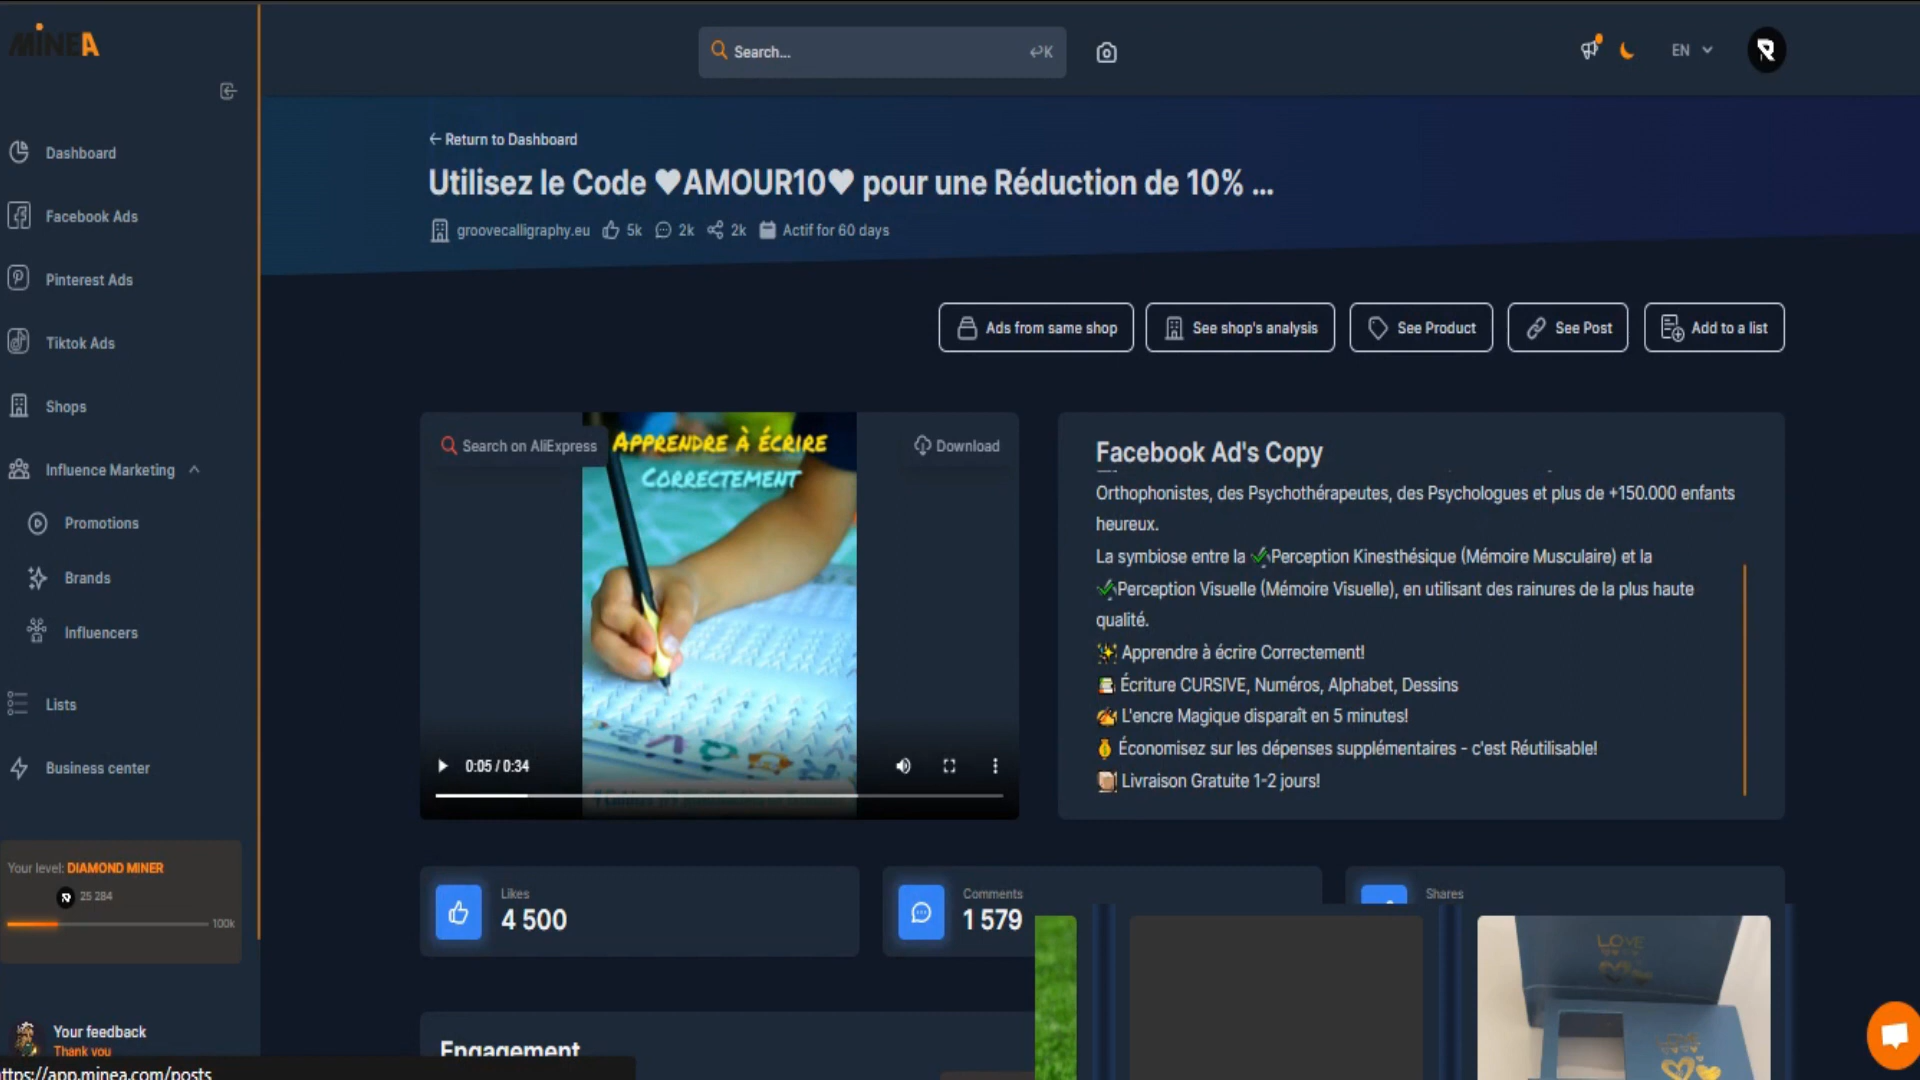 MiNEA
Search...
K
EN
Dashboard
Facebook Ads
Pinterest Ads
Tiktok Ads
Shops
Influence Marketing
Promotions
Brands
Influencers
Lists
Business center
Your level: DIAMOND MINER
25 284
100k
Your feedback
Thank you
https://app.minea.com/posts
← Return to Dashboard
Utilisez le Code ♥AMOUR10♥ pour une Réduction de 10% ...
groovecalligraphy.eu 5k 2k 2k Actif for 60 days
Ads from same shop
See shop's analysis
See Product
See Post
Add to a list
Search on AliExpress
Download
APPRENDRE À ÉCRIRE
CORRECTEMENT
0:05 / 0:34
Facebook Ad's Copy
Orthophonistes, des Psychothérapeutes, des Psychologues et plus de +150.000 enfants
heureux.
La symbiose entre la ✅Perception Kinesthésique (Mémoire Musculaire) et la
✅Perception Visuelle (Mémoire Visuelle), en utilisant des rainures de la plus haute
qualité.
✨ Apprendre à écrire Correctement!
📚 Écriture CURSIVE, Numéros, Alphabet, Dessins
✍ L'encre Magique disparaît en 5 minutes!
💰 Économisez sur les dépenses supplémentaires - c'est Réutilisable!
📦 Livraison Gratuite 1-2 jours!
Likes
4 500
Comments
1 579
Shares
LOVE
Engagement